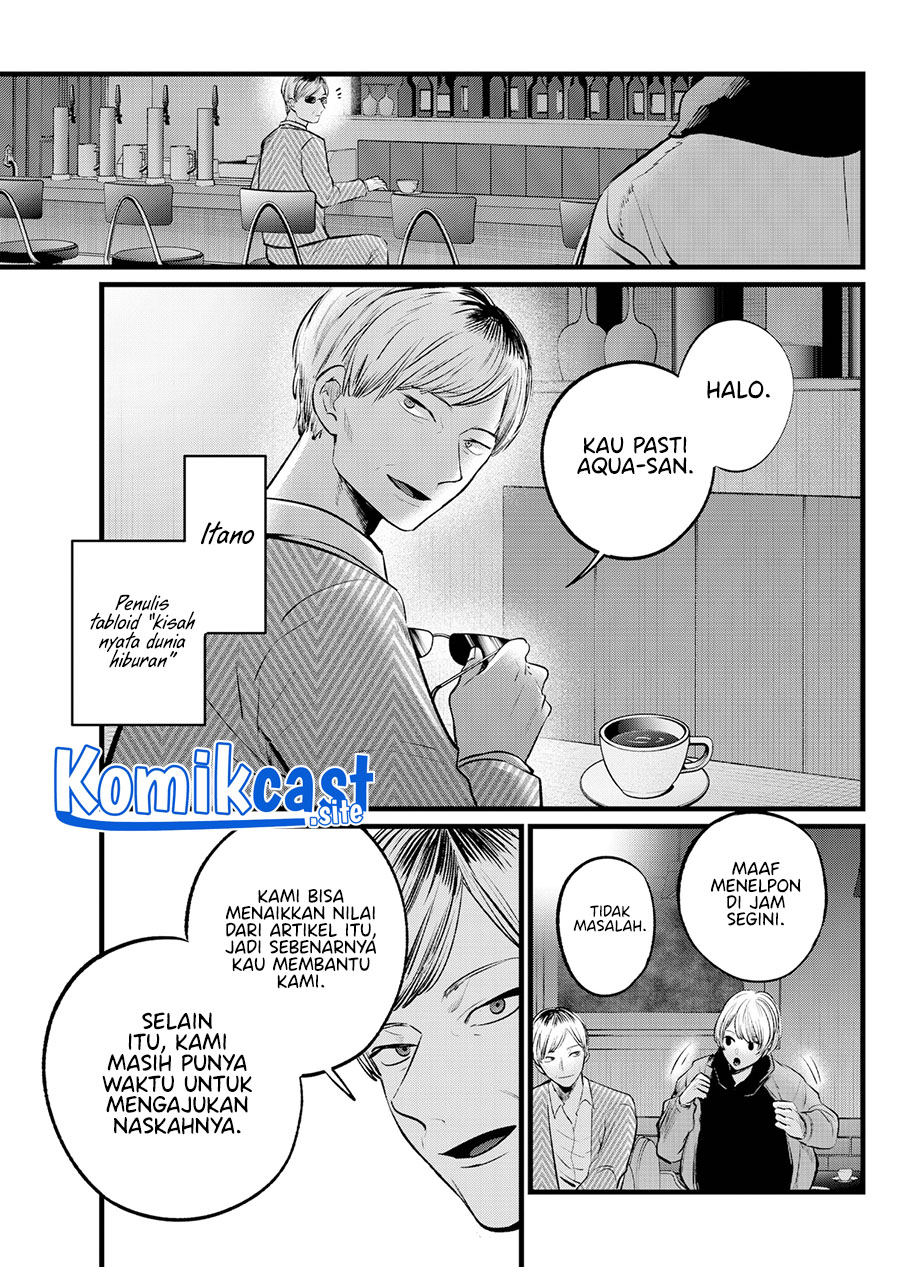 HALO.
KAU PASTI
AQUA-SAN.
Itano
Penulis
tabloid "kisah
nyata dunia
hiburan"
Komikcast
.site
MAAF
MENELPON
DI JAM
SEGINI.
TIDAK
MASALAH.
KAMI BISA
MENAIKKAN NILAI
DARI ARTIKEL ITU,
JADI SEBENARNYA
KAU MEMBANTU
KAMI.
SELAIN
ITU, KAMI
MASIH PUNYA
WAKTU UNTUK
MENGAJUKAN
NASKAHNYA.